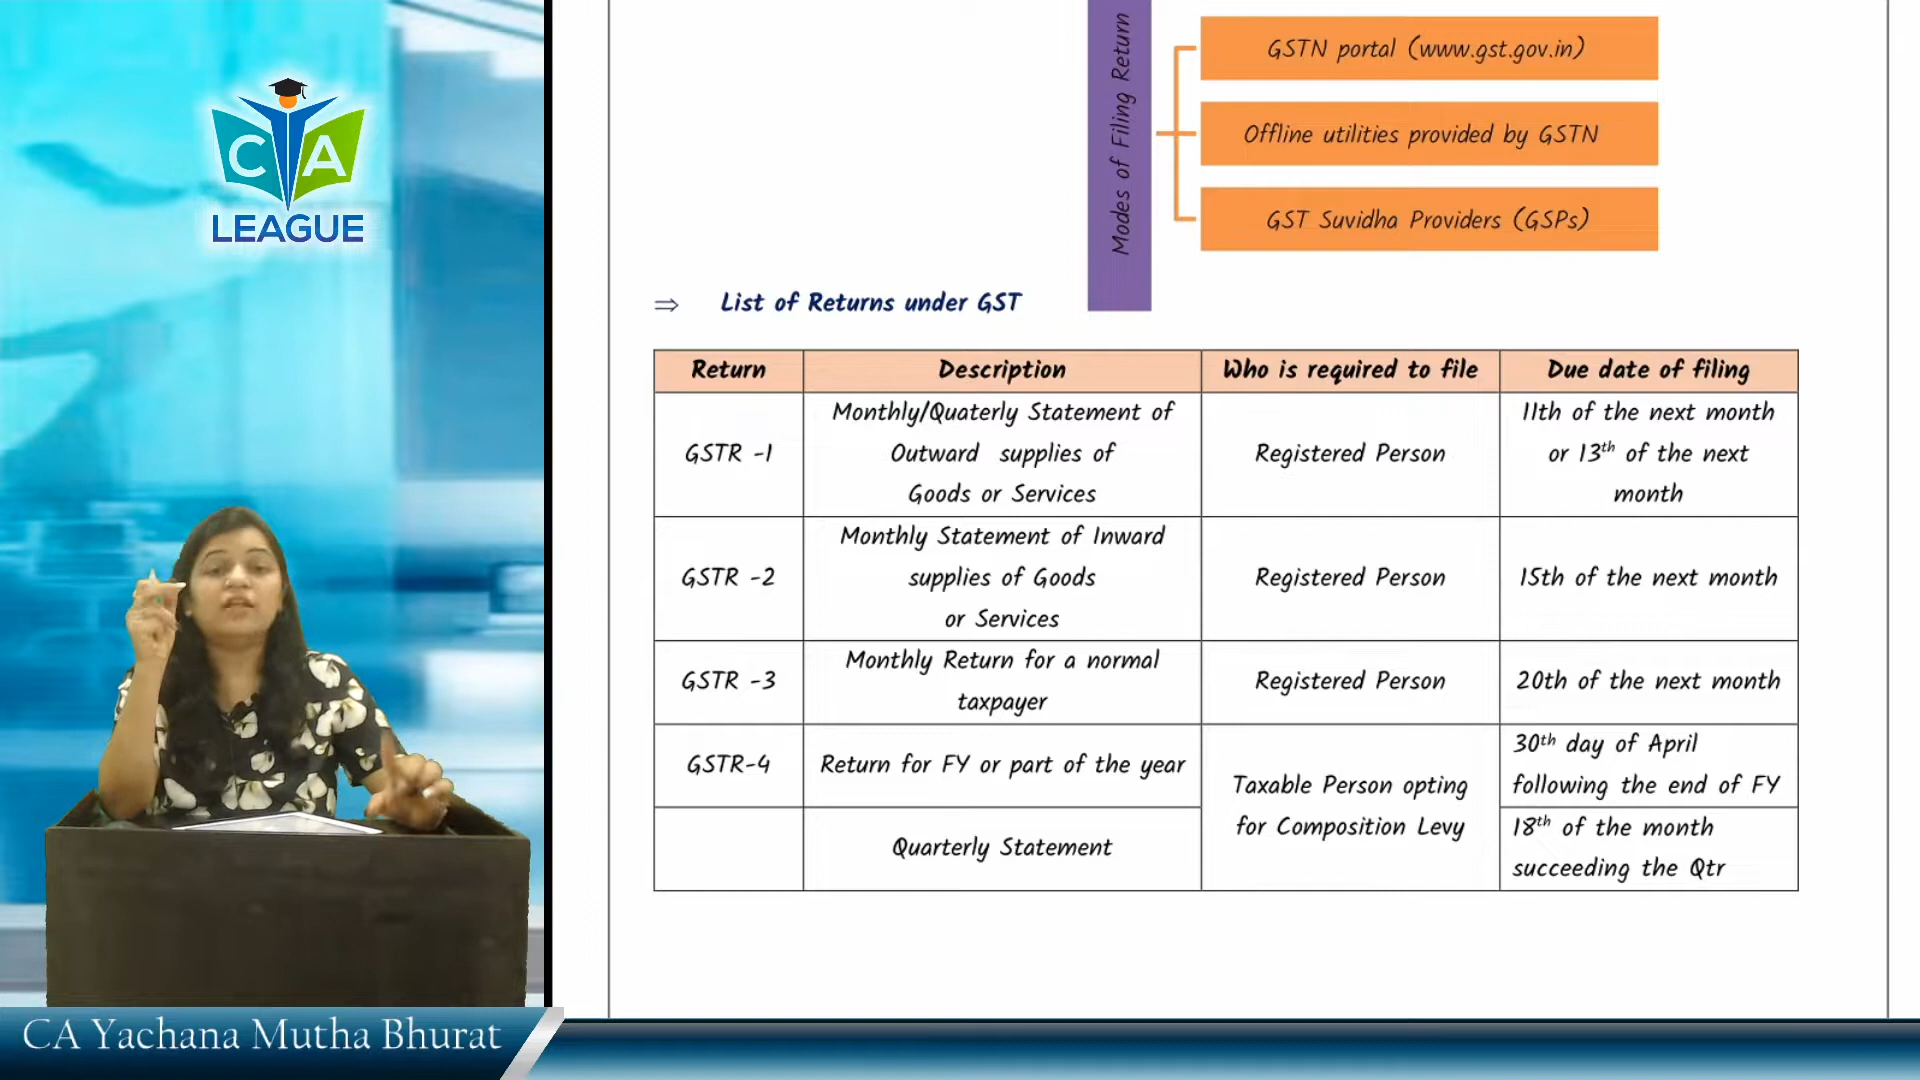 C A
LEAGUE
Modes of Filing Return
GSTN portal (www.gst.gov.in)
Offline utilities provided by GSTN
GST Suvidha Providers (GSPs)
⇒ List of Returns under GST
Return Description Who is required to file Due date of filing
GSTR -1
Monthly/Quaterly Statement of
Outward supplies of
Goods or Services
Registered Person
11th of the next month
or 13th of the next
month
GSTR -2
Monthly Statement of Inward
supplies of Goods
or Services
Registered Person
15th of the next month
GSTR -3
Monthly Return for a normal
taxpayer
Registered Person
20th of the next month
GSTR-4
Return for FY or part of the year
Taxable Person opting
for Composition Levy
30th day of April
following the end of FY
Quarterly Statement
18th of the month
succeeding the Qtr
CA Yachana Mutha Bhurat